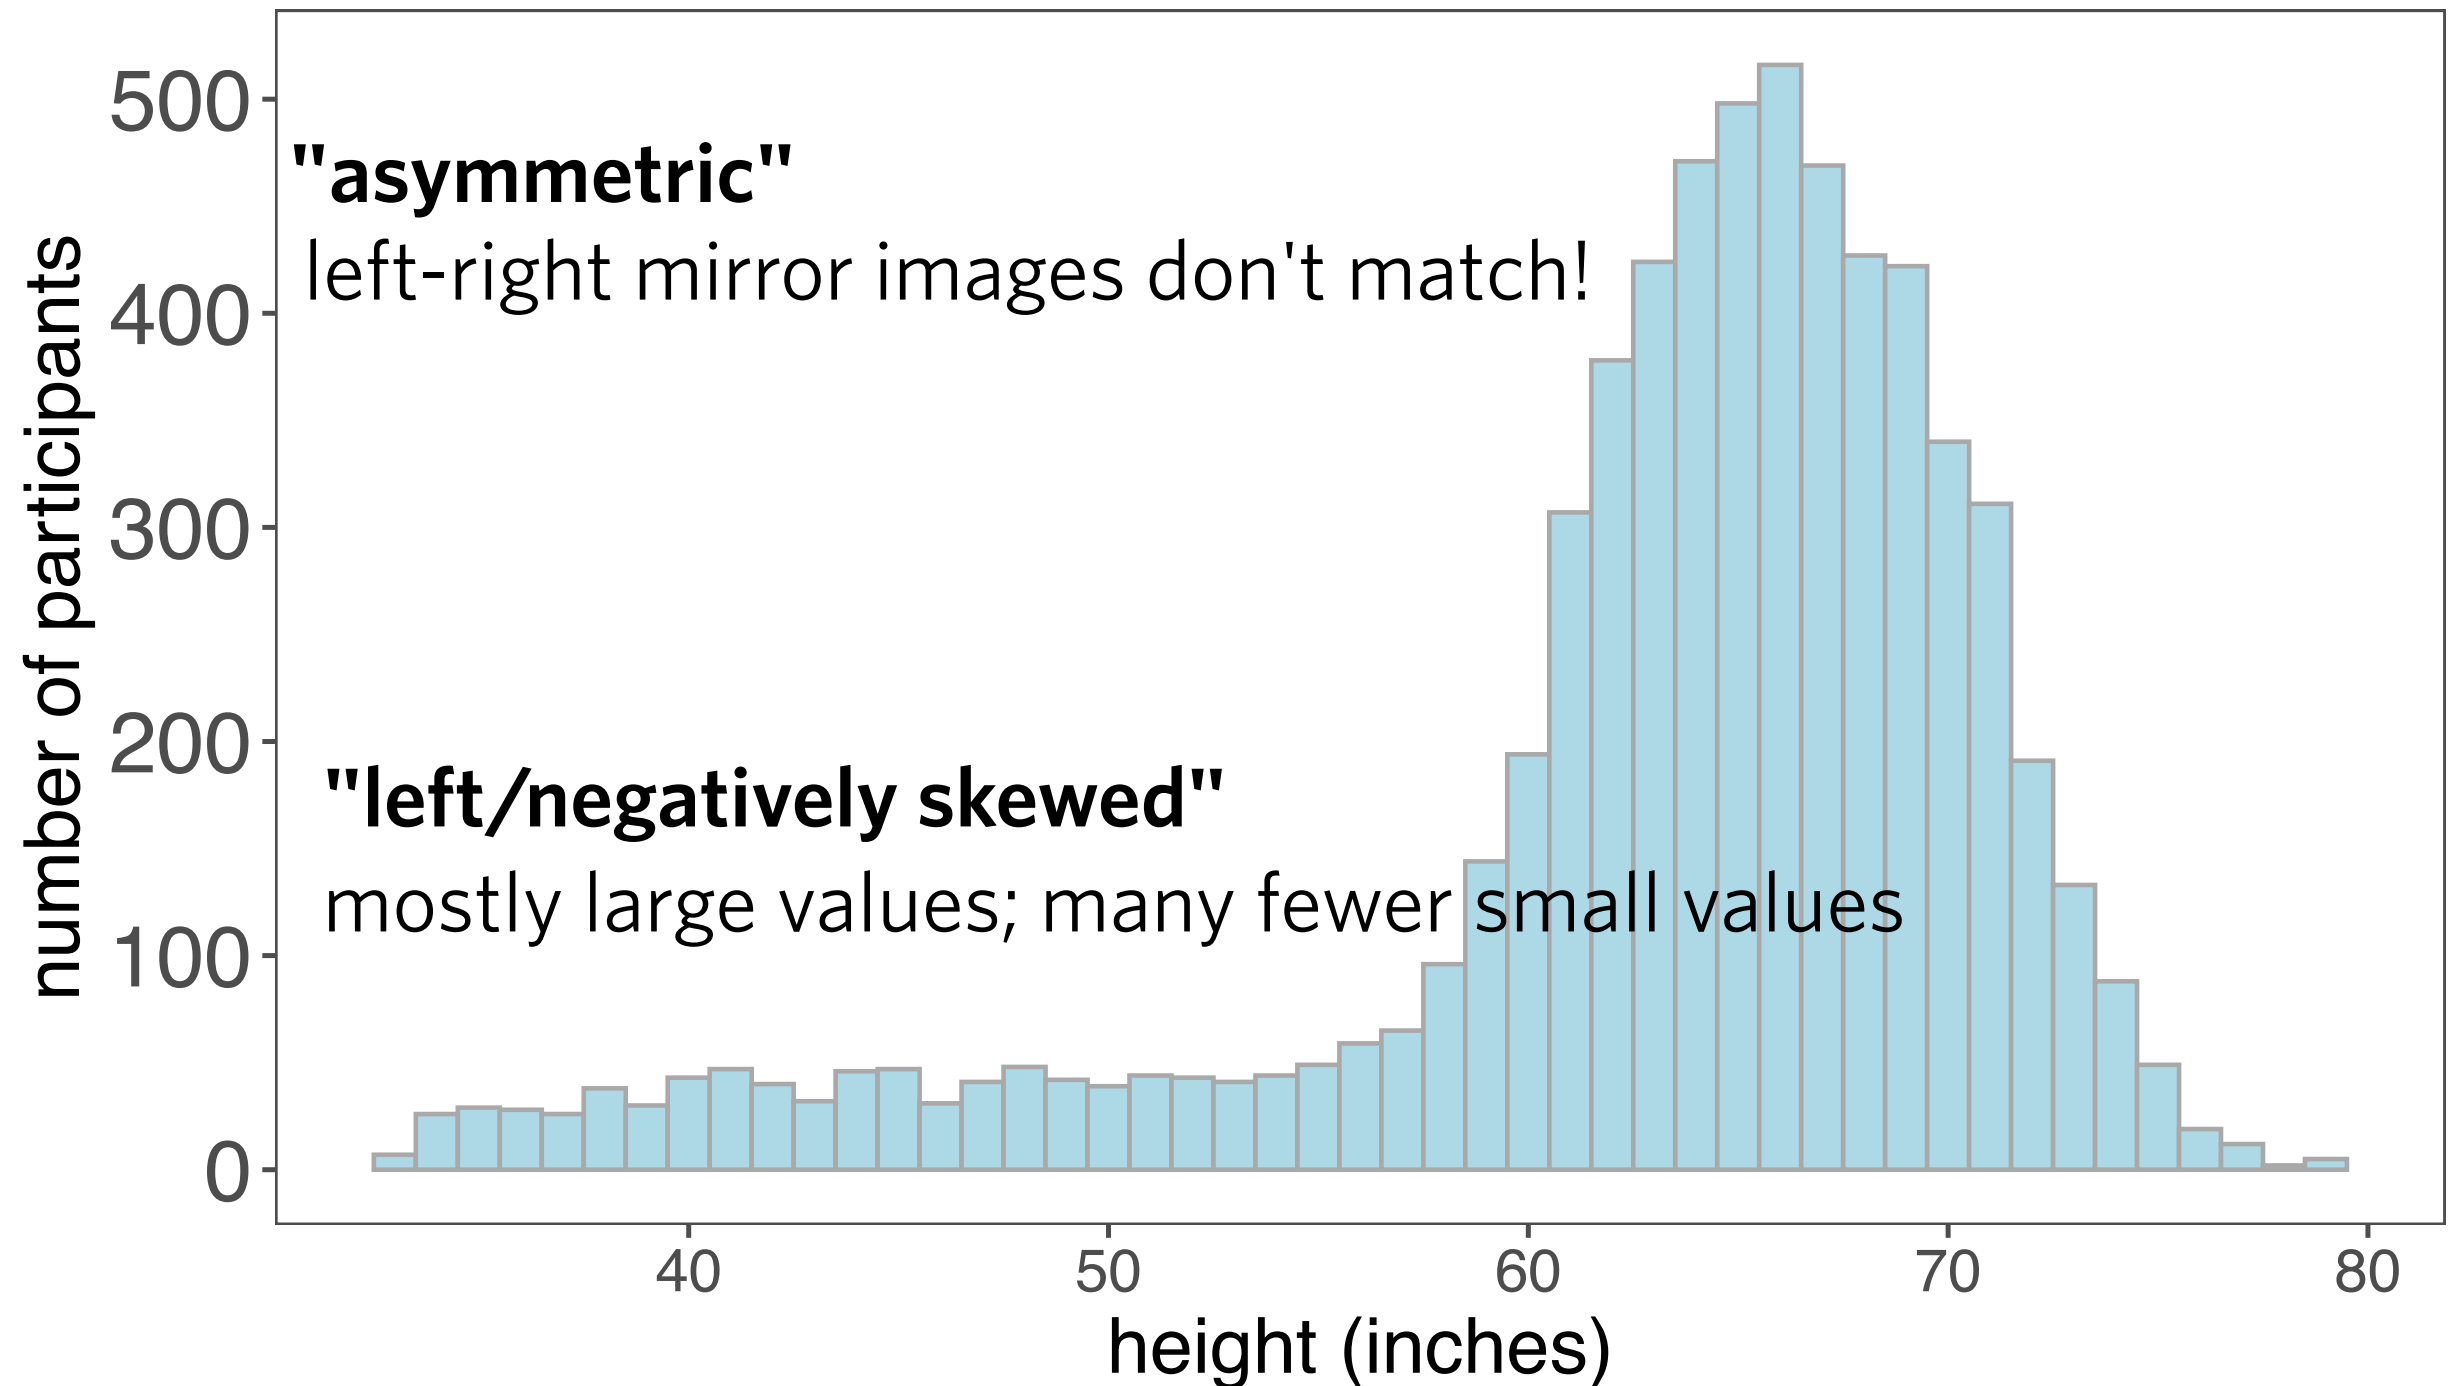 500
400
300
200
100
0
number of participants
"asymmetric"
left-right mirror images don't match!
"left/negatively skewed"
mostly large values; many fewer small values
40 50 60 70 80
height (inches)